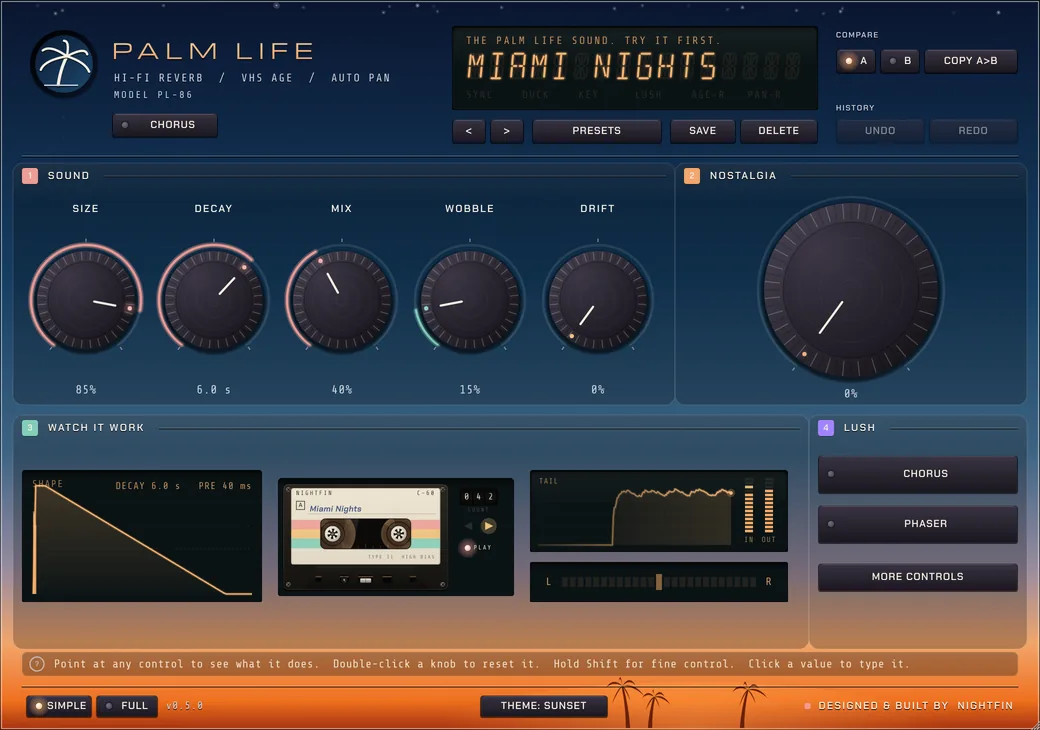 PALM LIFE
HI-FI REVERB / VHS AGE / AUTO PAN
MODEL PL-86
CHORUS
THE PALM LIFE SOUND. TRY IT FIRST.
MIAMI NIGHTS
SYNC DUCK KEY LUSH ASC-R PAN-R
< > PRESETS SAVE DELETE
COMPARE
A B COPY A>B
HISTORY
UNDO REDO
1 SOUND
SIZE DECAY MIX WOBBLE DRIFT
85% 6.0 s 40% 15% 0%
2 NOSTALGIA
0%
3 WATCH IT WORK
SHAPE DECAY 6.0 s PRE 40 ms
NIGHTFIN C-60
A Miami Nights
TYPE II HIGH BIAS
0 4 2
COUNT
PLAY
TAIL
IN OUT
L R
4 LUSH
CHORUS
PHASER
MORE CONTROLS
? Point at any control to see what it does. Double-click a knob to reset it. Hold Shift for fine control. Click a value to type it.
SIMPLE FULL v0.5.0
THEME: SUNSET
DESIGNED & BUILT BY NIGHTFIN